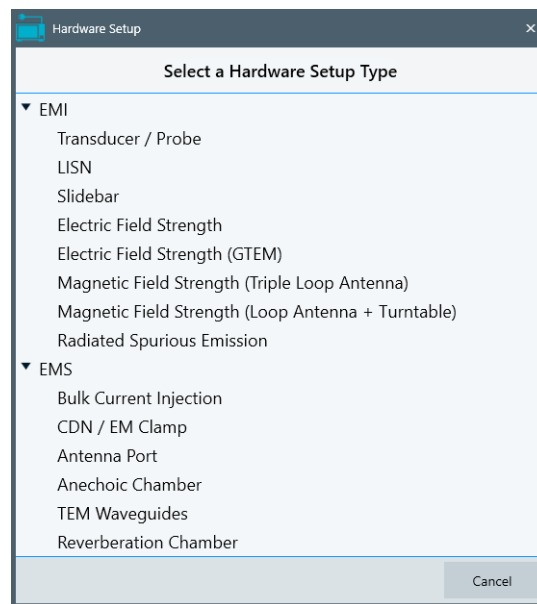 Hardware Setup
Select a Hardware Setup Type
EMI
Transducer / Probe
LISN
Slidebar
Electric Field Strength
Electric Field Strength (GTEM)
Magnetic Field Strength (Triple Loop Antenna)
Magnetic Field Strength (Loop Antenna + Turntable)
Radiated Spurious Emission
EMS
Bulk Current Injection
CDN / EM Clamp
Antenna Port
Anechoic Chamber
TEM Waveguides
Reverberation Chamber
Cancel